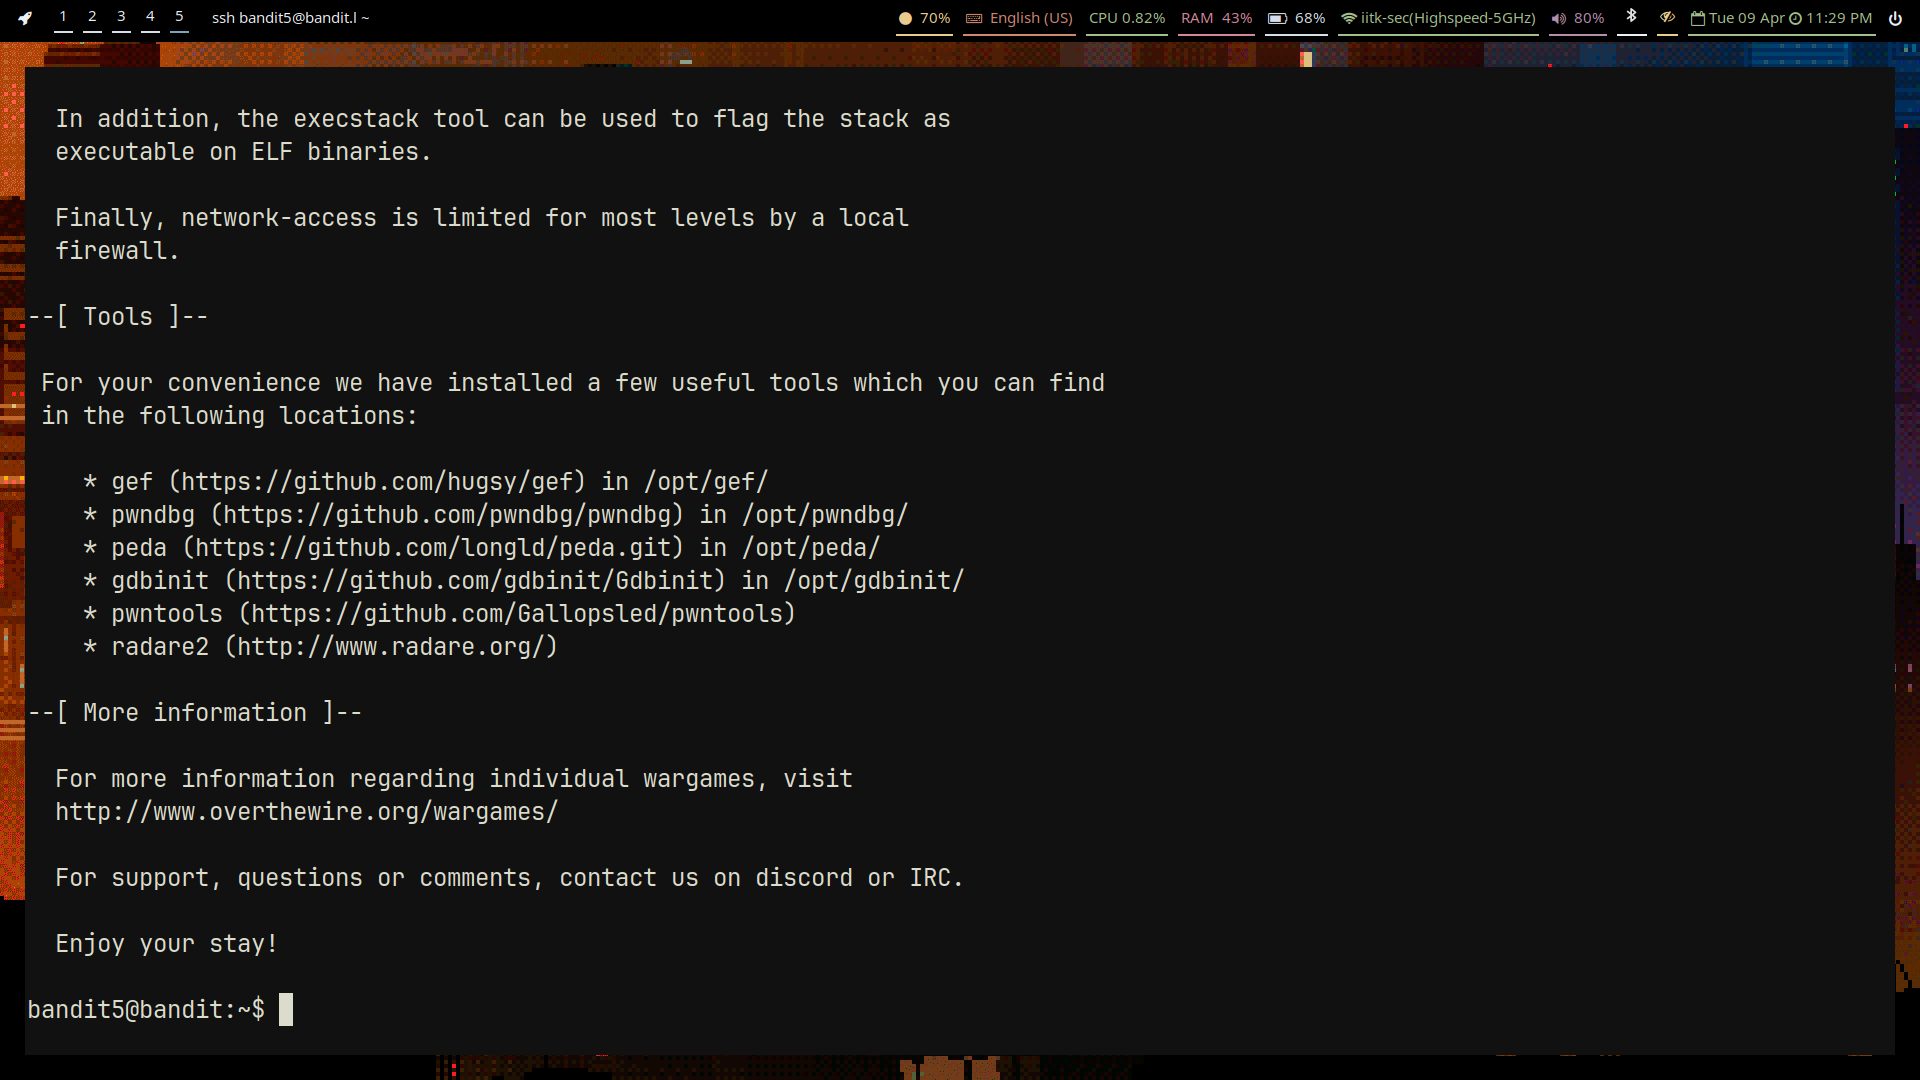 1 2 3 4 5 ssh bandit5@bandit.l ~ 70% English (US) CPU 0.82% RAM 43% 68% iitk-sec(Highspeed-5GHz) 80% Tue 09 Apr 11:29 PM
In addition, the execstack tool can be used to flag the stack as
executable on ELF binaries.
Finally, network-access is limited for most levels by a local
firewall.
--[ Tools ]--
For your convenience we have installed a few useful tools which you can find
in the following locations:
* gef (https://github.com/hugsy/gef) in /opt/gef/
* pwndbg (https://github.com/pwndbg/pwndbg) in /opt/pwndbg/
* peda (https://github.com/longld/peda.git) in /opt/peda/
* gdbinit (https://github.com/gdbinit/Gdbinit) in /opt/gdbinit/
* pwntools (https://github.com/Gallopsled/pwntools)
* radare2 (http://www.radare.org/)
--[ More information ]--
For more information regarding individual wargames, visit
http://www.overthewire.org/wargames/
For support, questions or comments, contact us on discord or IRC.
Enjoy your stay!
bandit5@bandit:~$